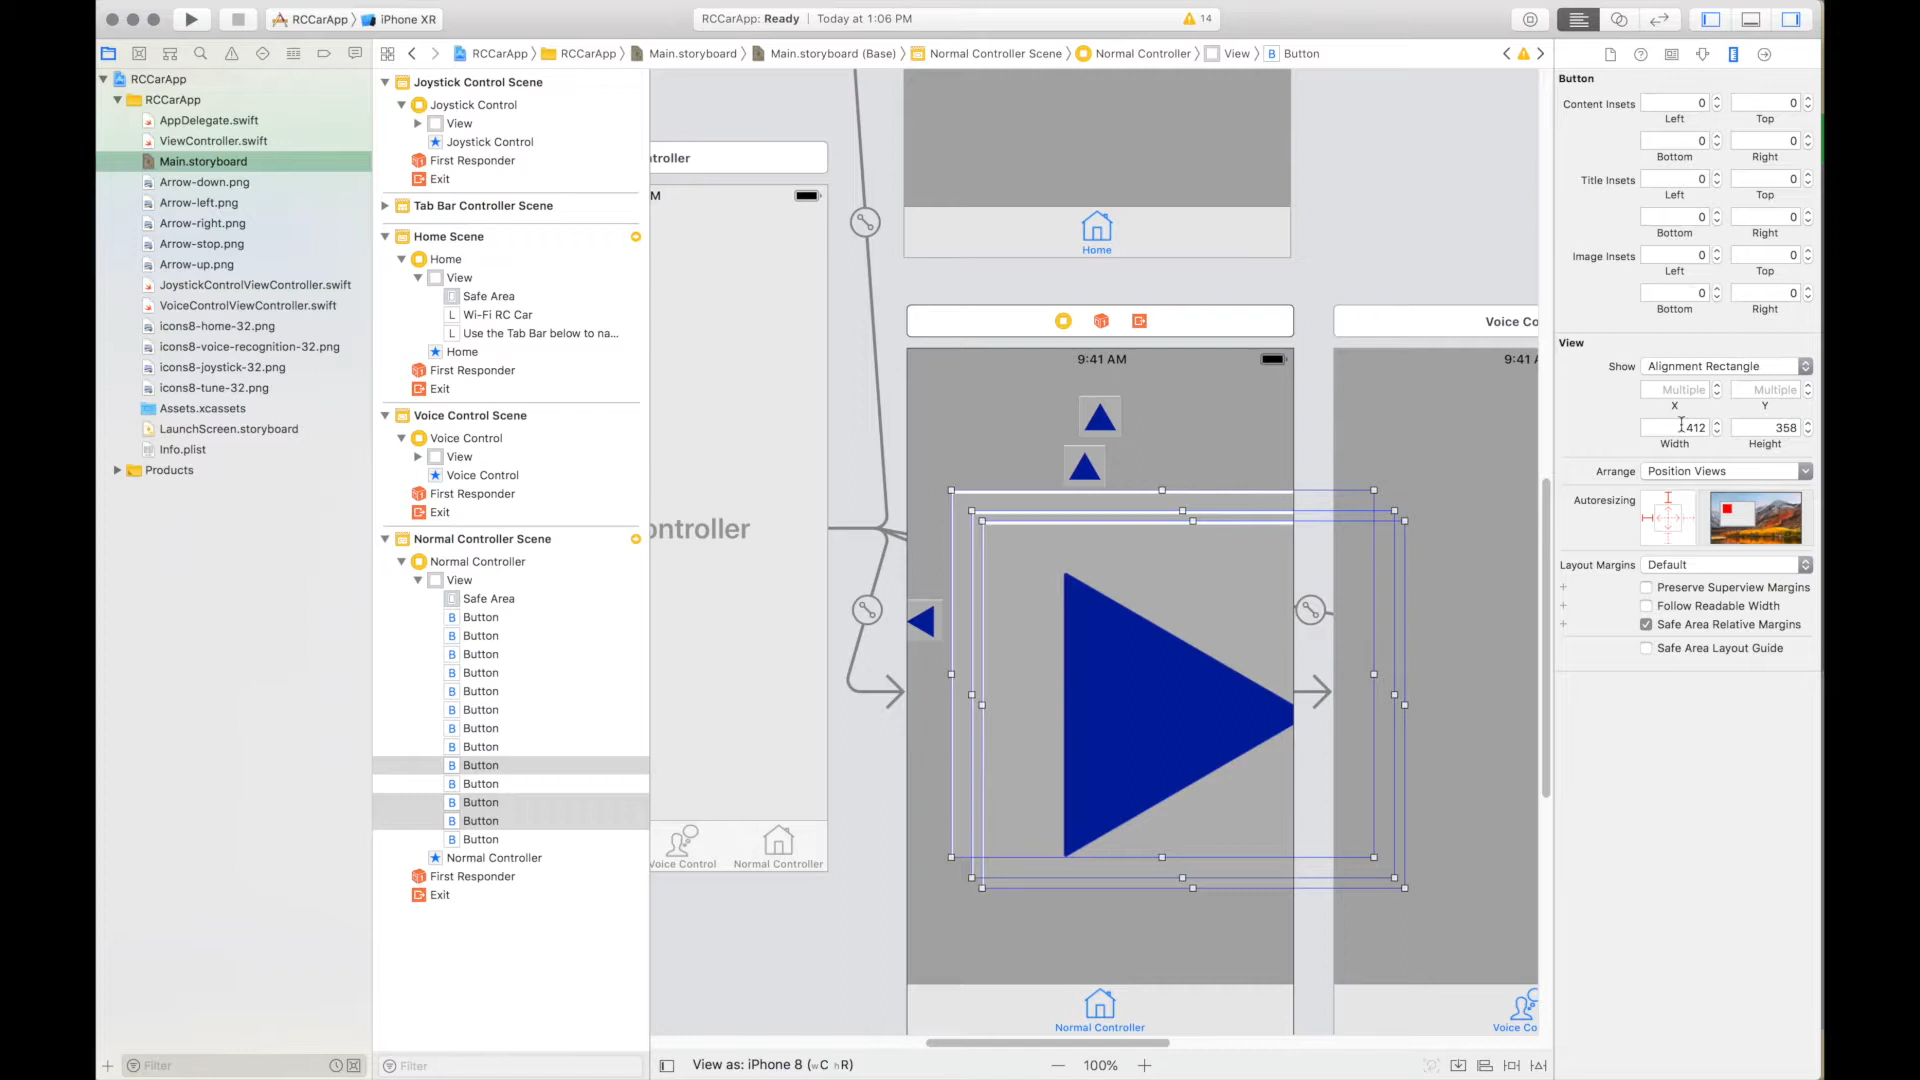 RCCarApp 〉 iPhone XR
RCCarApp: Ready | Today at 1:06 PM
14
RCCarApp 〉 RCCarApp 〉 Main.storyboard 〉 Main.storyboard (Base) 〉 Normal Controller Scene 〉 Normal Controller 〉 View 〉 B Button
RCCarApp
RCCarApp
AppDelegate.swift
ViewController.swift
Main.storyboard
Arrow-down.png
Arrow-left.png
Arrow-right.png
Arrow-stop.png
Arrow-up.png
JoystickControlViewController.swift
VoiceControlViewController.swift
icons8-home-32.png
icons8-voice-recognition-32.png
icons8-joystick-32.png
icons8-tune-32.png
Assets.xcassets
LaunchScreen.storyboard
Info.plist
Products
Filter
Joystick Control Scene
Joystick Control
View
Joystick Control
First Responder
Exit
Tab Bar Controller Scene
Home Scene
Home
View
Safe Area
L Wi-Fi RC Car
L Use the Tab Bar below to na...
Home
First Responder
Exit
Voice Control Scene
Voice Control
View
Voice Control
First Responder
Exit
Normal Controller Scene
Normal Controller
View
Safe Area
B Button
B Button
B Button
B Button
B Button
B Button
B Button
B Button
B Button
B Button
B Button
B Button
B Button
Normal Controller
First Responder
Exit
Filter
ntroller
M
ontroller
Voice Control
Normal Controller
Home
9:41 AM
Normal Controller
Voice Co
9:41 A
Voice Co
View as: iPhone 8 (wC hR)
— 100% +
Button
Content Insets 0 0
Left Top
0 0
Bottom Right
Title Insets 0 0
Left Top
0 0
Bottom Right
Image Insets 0 0
Left Top
0 0
Bottom Right
View
Show Alignment Rectangle
Multiple Multiple
X Y
412 358
Width Height
Arrange Position Views
Autoresizing
Layout Margins Default
+ Preserve Superview Margins
+ Follow Readable Width
+ Safe Area Relative Margins
Safe Area Layout Guide